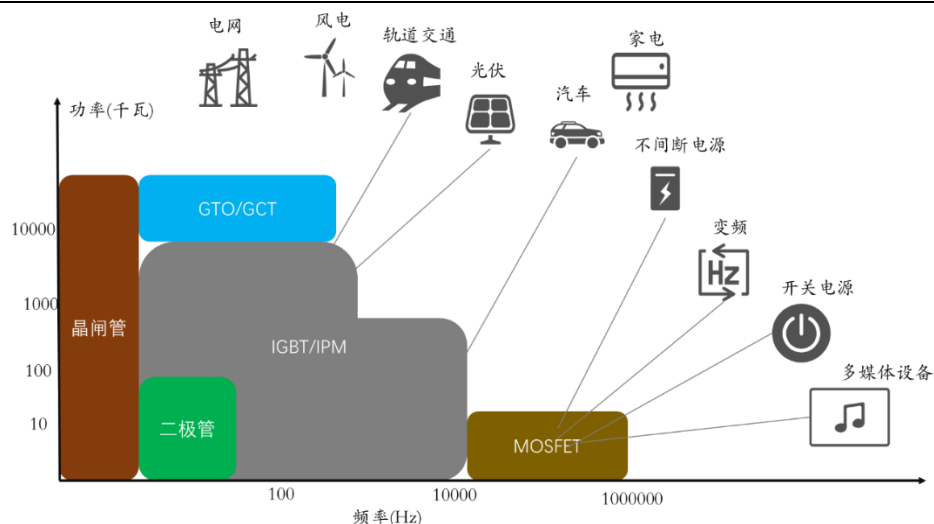 电网
风电
轨道交通
光伏
汽车
家电
不间断电源
变频
Hz
开关电源
多媒体设备
功率(千瓦)
10000
1000
100
10
晶闸管
GTO/GCT
IGBT/IPM
二极管
MOSFET
100
10000
1000000
频率(Hz)